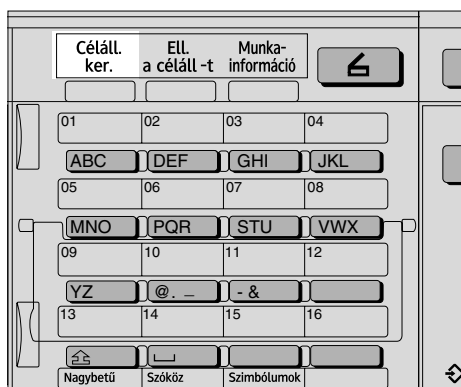 Céláll. Ell. Munka-
ker. a céláll -t információ
01 02 03 04
ABC DEF GHI JKL
05 06 07 08
MNO PQR STU VWX
09 10 11 12
YZ @. _ - &
13 14 15 16
Nagybetű Szóköz Szimbólumok